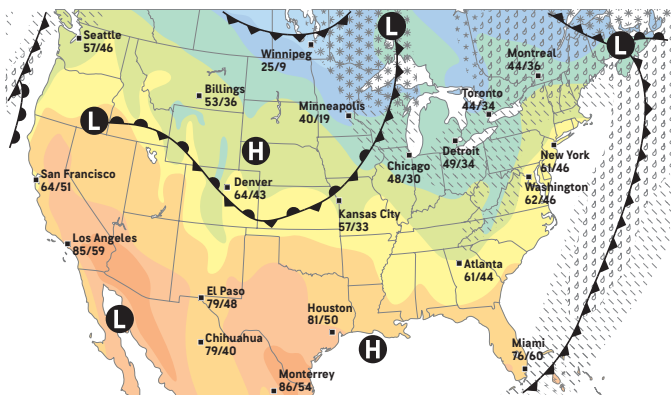 Seattle
57/46
Winnipeg
25/9
L
L
Montreal
44/36
Billings
53/36
Minneapolis
40/19
Toronto
44/34
L
H
Chicago
48/30
Detroit
49/34
New York
61/46
San Francisco
64/51
Denver
64/43
Washington
62/46
Kansas City
57/33
Los Angeles
85/59
Atlanta
61/44
El Paso
79/48
Houston
81/50
L
Chihuahua
79/40
H
Miami
76/60
Monterrey
86/54